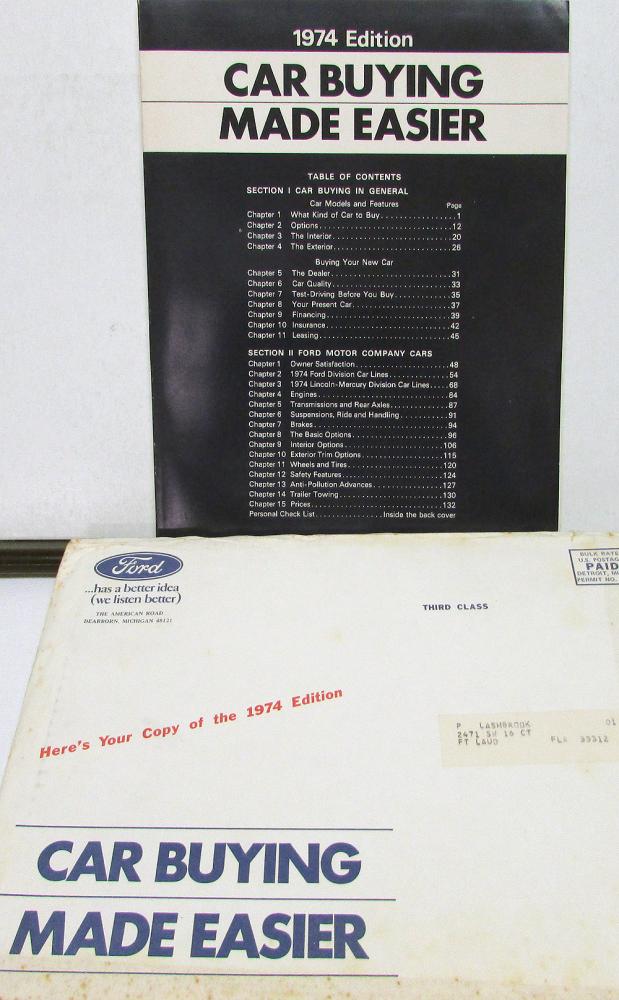 1974 Edition
CAR BUYING
MADE EASIER
TABLE OF CONTENTS
SECTION I CAR BUYING IN GENERAL
Car Models and Features Page
Chapter 1 What Kind of Car to Buy.................1
Chapter 2 Options...........................12
Chapter 3 The Interior..........................20
Chapter 4 The Exterior..........................26
Buying Your New Car
Chapter 5 The Dealer..........................31
Chapter 6 Car Quality..........................33
Chapter 7 Test-Driving Before You Buy.............35
Chapter 8 Your Present Car......................37
Chapter 9 Financing...........................39
Chapter 10 Insurance...........................42
Chapter 11 Leasing............................45
SECTION II FORD MOTOR COMPANY CARS
Chapter 1 Owner Satisfaction......................48
Chapter 2 1974 Ford Division Car Lines..............54
Chapter 3 1974 Lincoln-Mercury Division Car Lines.....68
Chapter 4 Engines.............................84
Chapter 5 Transmissions and Rear Axles..............87
Chapter 6 Suspensions, Ride and Handling............91
Chapter 7 Brakes..............................94
Chapter 8 The Basic Options......................96
Chapter 9 Interior Options......................106
Chapter 10 Exterior Trim Options..................115
Chapter 11 Wheels and Tires.....................120
Chapter 12 Safety Features......................124
Chapter 13 Anti-Pollution Advances.................127
Chapter 14 Trailer Towing.......................130
Chapter 15 Prices.............................132
Personal Check List................Inside the back cover
Ford
...has a better idea
(we listen better)
THE AMERICAN ROAD
DEARBORN, MICHIGAN 48121
BULK RATE
U.S. POSTAG
PAID
DETROIT, M
PERMIT NO.
THIRD CLASS
Here's Your Copy of the 1974 Edition
P LASHBROOK 01
2471 SW 16 CT
FT LAUD FLA 33312
CAR BUYING
MADE EASIER